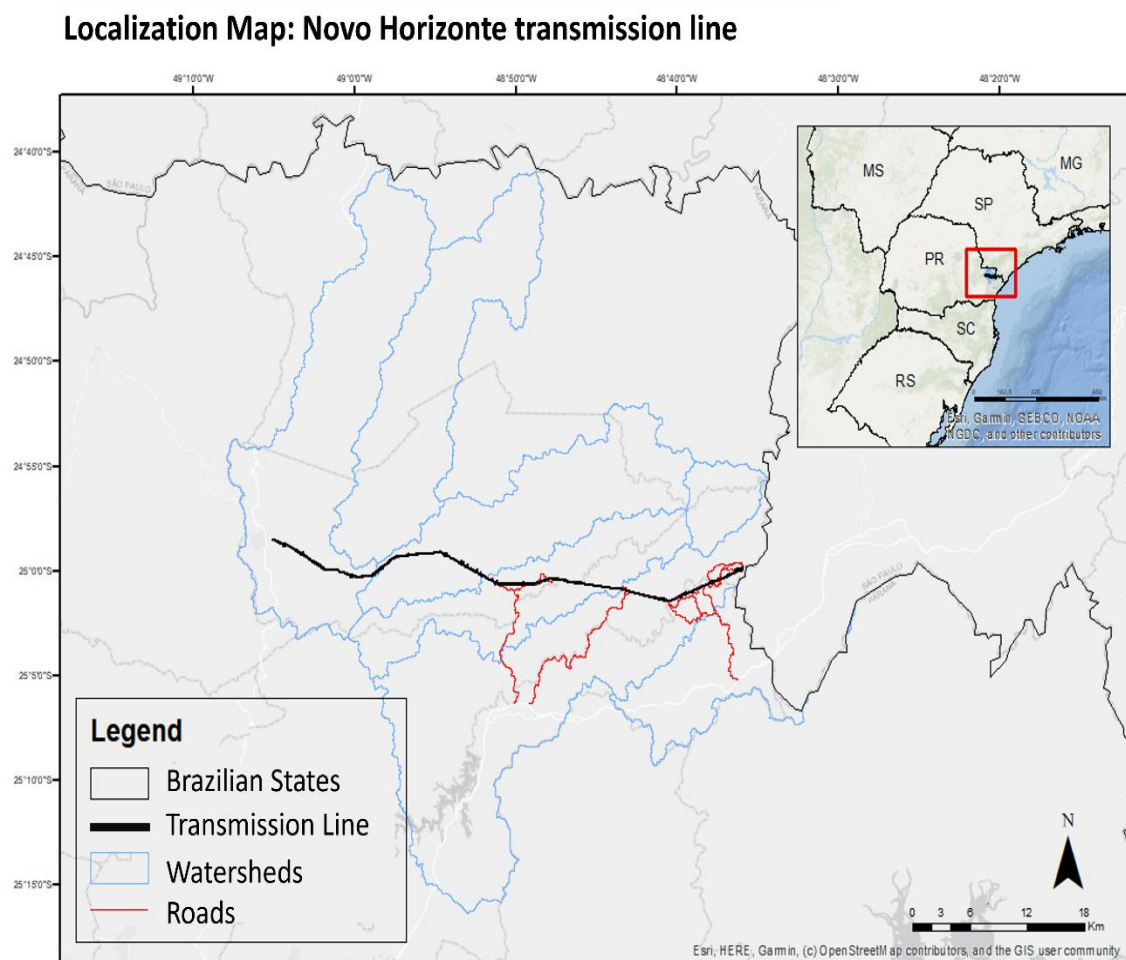 Localization Map: Novo Horizonte transmission line
49°10'0"W
49°0'0"W
48°50'0"W
48°40'0"W
48°30'0"W
48°20'0"W
24°40'0"S
24°45'0"S
24°50'0"S
24°55'0"S
25°0'0"S
25°5'0"S
25°10'0"S
25°15'0"S
SÃO PAULO
PARANA
PARANA
SÃO PAULO
PARANA
MS
MG
SP
PR
SC
RS
Esri, Garmin, GEBCO, NOAA
NGDC, and other contributors
Legend
Brazilian States
Transmission Line
Watersheds
Roads
N
0 3 6 12 18
Km
Esri, HERE, Garmin, (c) OpenStreetMap contributors, and the GIS user community